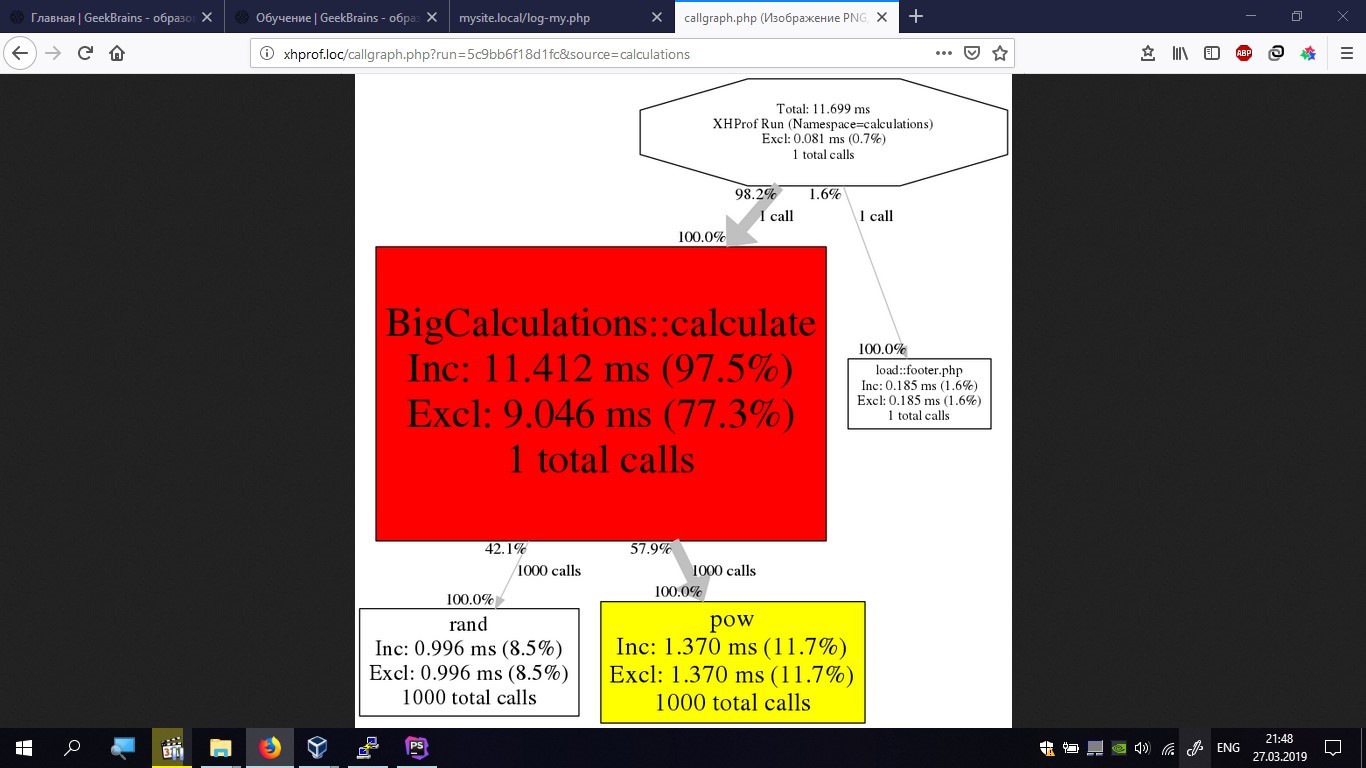 Главная | GeekBrains - образо
Обучение | GeekBrains - обра
mysite.local/log-my.php
callgraph.php (Изображение PNG,
xhprof.loc/callgraph.php?run=5c9bb6f18d1fc&source=calculations
ABP
Total: 11.699 ms
XHProf Run (Namespace=calculations)
Excl: 0.081 ms (0.7%)
1 total calls
98.2%
1.6%
1 call
1 call
100.0%
BigCalculations::calculate
Inc: 11.412 ms (97.5%)
Excl: 9.046 ms (77.3%)
1 total calls
100.0%
load::footer.php
Inc: 0.185 ms (1.6%)
Excl: 0.185 ms (1.6%)
1 total calls
42.1%
57.9%
1000 calls
1000 calls
100.0%
100.0%
rand
Inc: 0.996 ms (8.5%)
Excl: 0.996 ms (8.5%)
1000 total calls
pow
Inc: 1.370 ms (11.7%)
Excl: 1.370 ms (11.7%)
1000 total calls
PS
ENG
21:48
27.03.2019